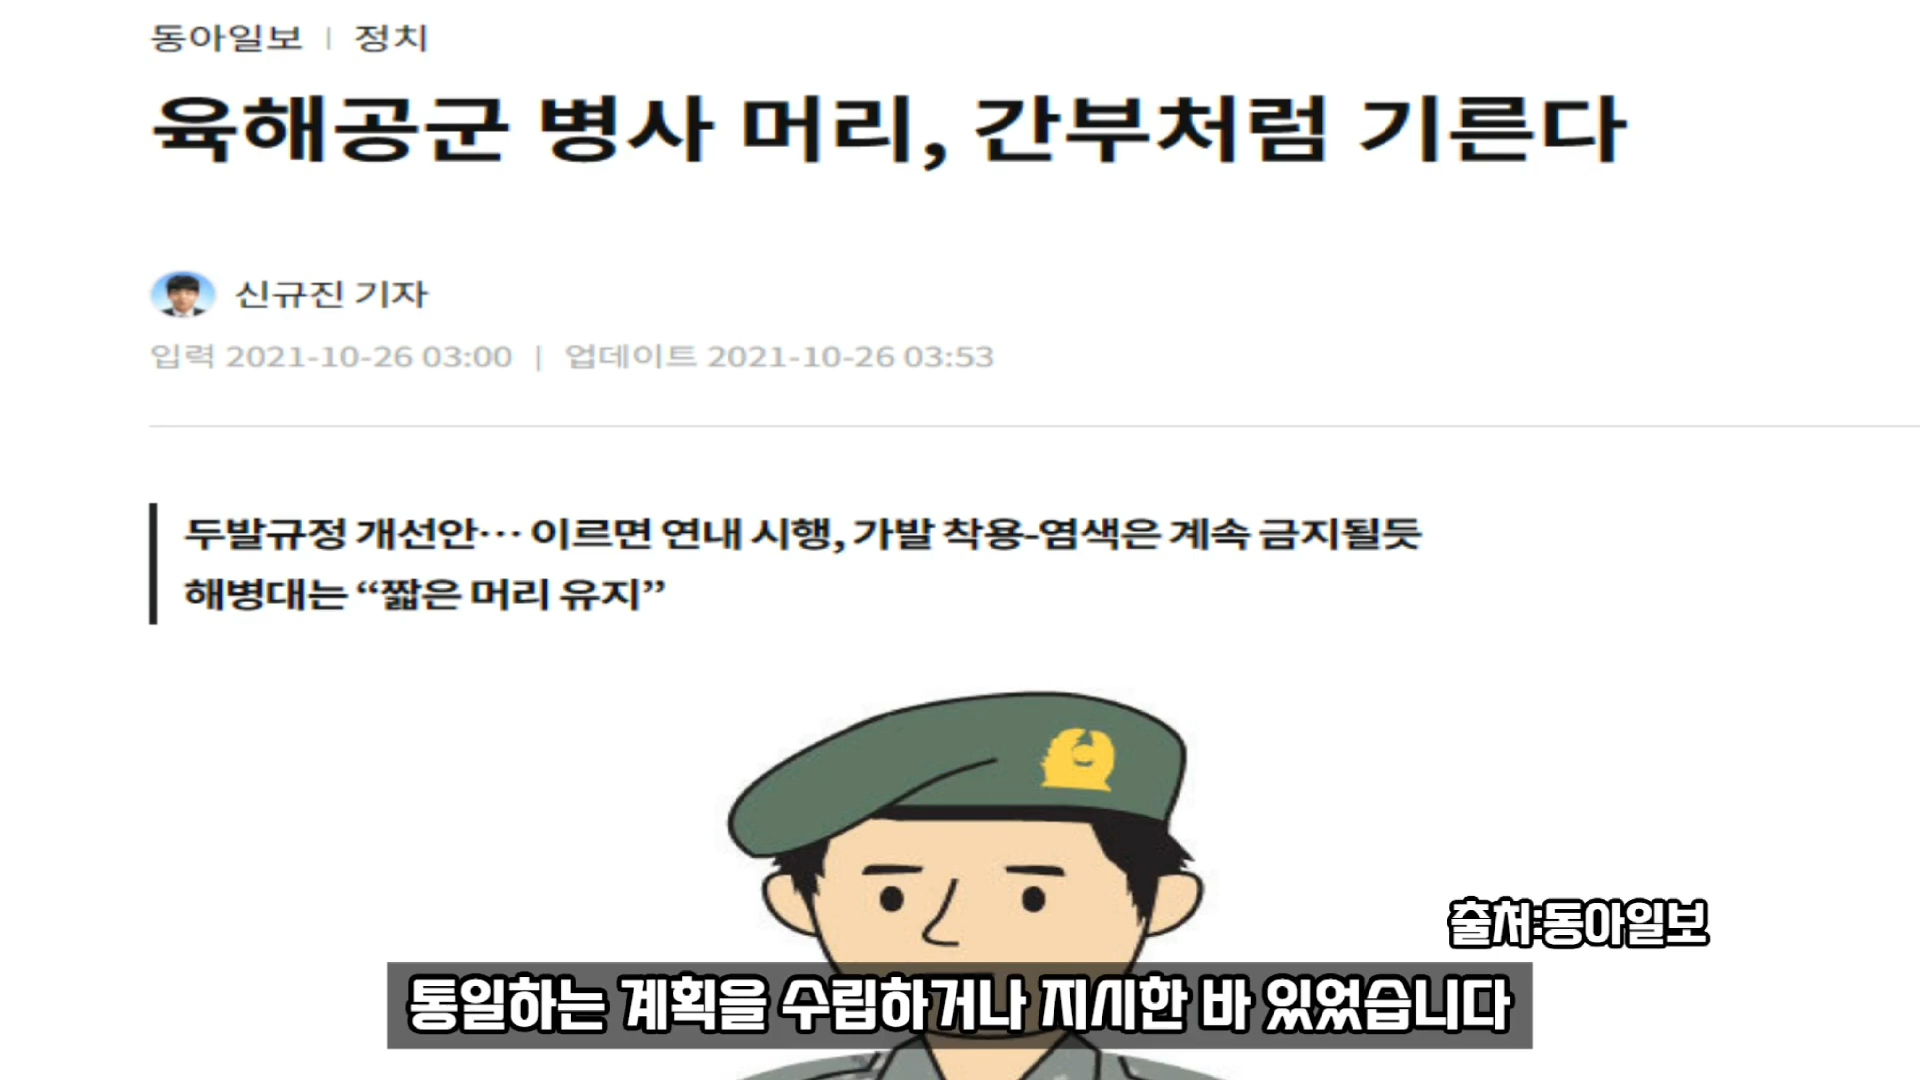 동아일보 | 정치
육해공군 병사 머리, 간부처럼 기른다
신규진 기자
입력 2021-10-26 03:00 | 업데이트 2021-10-26 03:53
두발규정 개선안… 이르면 연내 시행, 가발 착용-염색은 계속 금지될듯
해병대는 “짧은 머리 유지”
출처:동아일보
통일하는 계획을 수립하거나 지시한 바 있었습니다